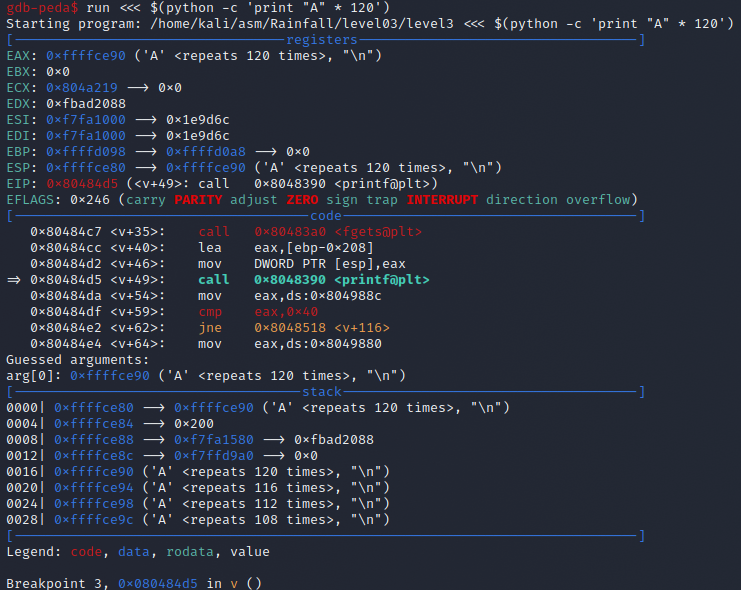 gdb-peda$ run <<< $(python -c 'print "A" * 120')
Starting program: /home/kali/asm/Rainfall/level03/level3 <<< $(python -c 'print "A" * 120')
[----------------------------------registers-----------------------------------]
EAX: 0xffffce90 ('A' <repeats 120 times>, "\n")
EBX: 0x0
ECX: 0x804a219 --> 0x0
EDX: 0xfbad2088
ESI: 0xf7fa1000 --> 0x1e9d6c
EDI: 0xf7fa1000 --> 0x1e9d6c
EBP: 0xffffd098 --> 0xffffd0a8 --> 0x0
ESP: 0xffffce80 --> 0xffffce90 ('A' <repeats 120 times>, "\n")
EIP: 0x80484d5 (<v+49>: call   0x8048390 <printf@plt>)
EFLAGS: 0x246 (carry PARITY adjust ZERO sign trap INTERRUPT direction overflow)
[-------------------------------------code-------------------------------------]
   0x80484c7 <v+35>:    call   0x80483a0 <fgets@plt>
   0x80484cc <v+40>:    lea    eax,[ebp-0x208]
   0x80484d2 <v+46>:    mov    DWORD PTR [esp],eax
=> 0x80484d5 <v+49>:    call   0x8048390 <printf@plt>
   0x80484da <v+54>:    mov    eax,ds:0x804988c
   0x80484df <v+59>:    cmp    eax,0x40
   0x80484e2 <v+62>:    jne    0x8048518 <v+116>
   0x80484e4 <v+64>:    mov    eax,ds:0x8049880
Guessed arguments:
arg[0]: 0xffffce90 ('A' <repeats 120 times>, "\n")
[------------------------------------stack-------------------------------------]
0000| 0xffffce80 --> 0xffffce90 ('A' <repeats 120 times>, "\n")
0004| 0xffffce84 --> 0x200
0008| 0xffffce88 --> 0xf7fa1580 --> 0xfbad2088
0012| 0xffffce8c --> 0xf7ffd9a0 --> 0x0
0016| 0xffffce90 ('A' <repeats 120 times>, "\n")
0020| 0xffffce94 ('A' <repeats 116 times>, "\n")
0024| 0xffffce98 ('A' <repeats 112 times>, "\n")
0028| 0xffffce9c ('A' <repeats 108 times>, "\n")
[------------------------------------------------------------------------------]
Legend: code, data, rodata, value

Breakpoint 3, 0x080484d5 in v ()